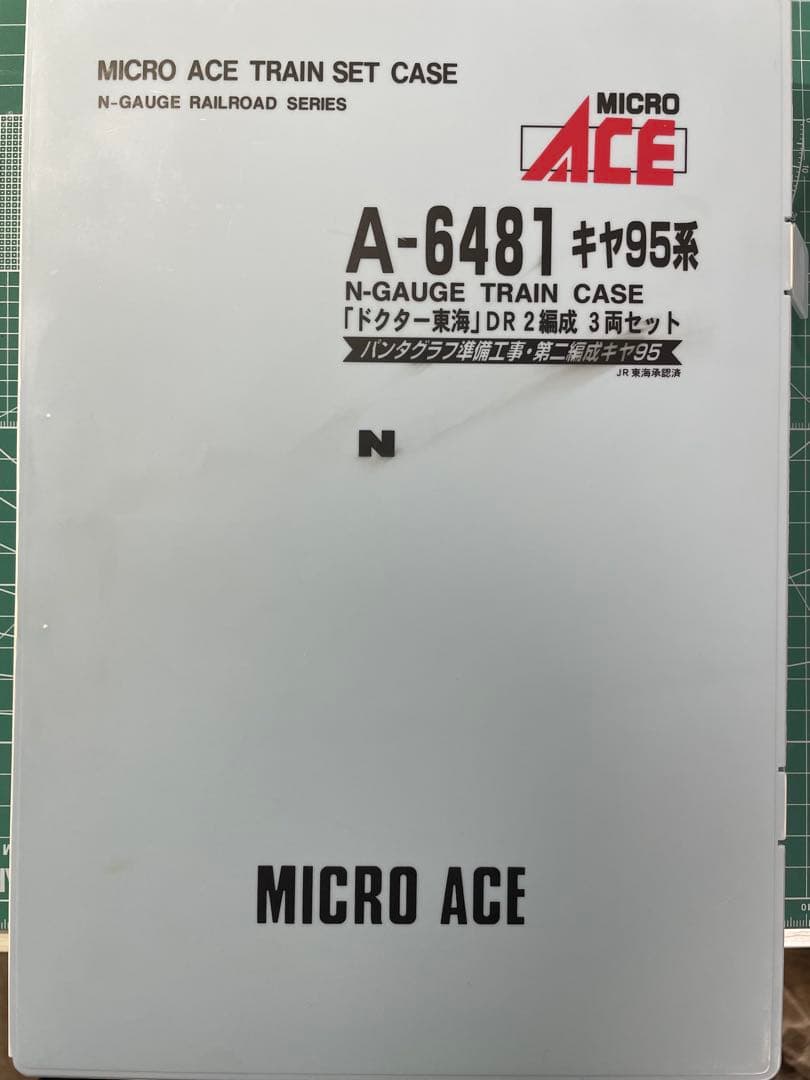 MICRO ACE TRAIN SET CASE
N-GAUGE RAILROAD SERIES
MICRO
ACE
A-6481 キヤ95系
N-GAUGE TRAIN CASE
「ドクター東海」DR2編成 3両セット
パンタグラフ準備工事・第二編成キヤ95
JR東海承認済
N
MICRO ACE